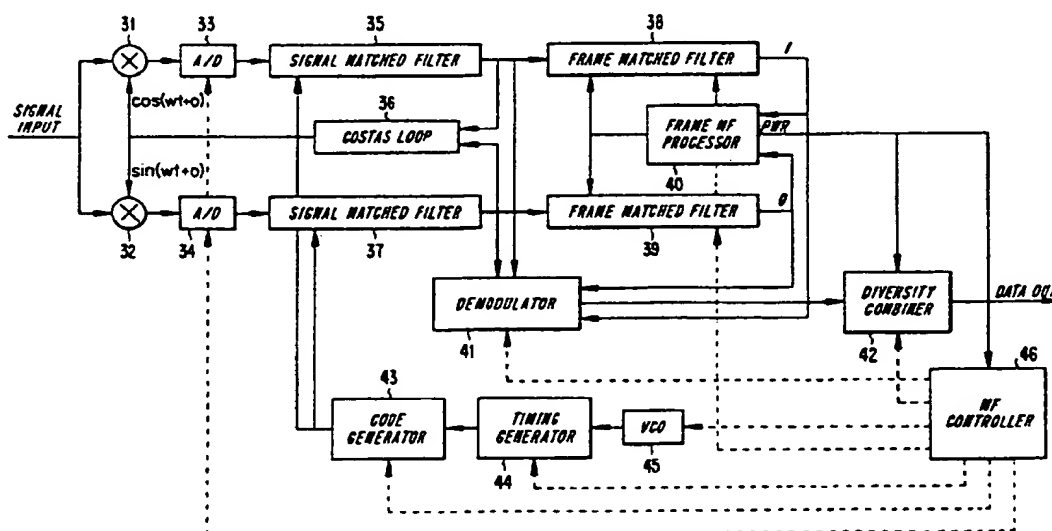 31
33
35
38
A/D
SIGNAL MATCHED FILTER
FRAME MATCHED FILTER
I
SIGNAL
INPUT
cos(wt+o)
36
COSTAS LOOP
FRAME MF
PROCESSOR
PWR
40
sin(wt+o)
A/D
SIGNAL MATCHED FILTER
FRAME MATCHED FILTER
Q
32
34
37
39
DEMODULATOR
41
DIVERSITY
COMBINER
42
DATA OUT
46
MF
CONTROLLER
43
CODE
GENERATOR
TIMING
GENERATOR
44
VCO
45